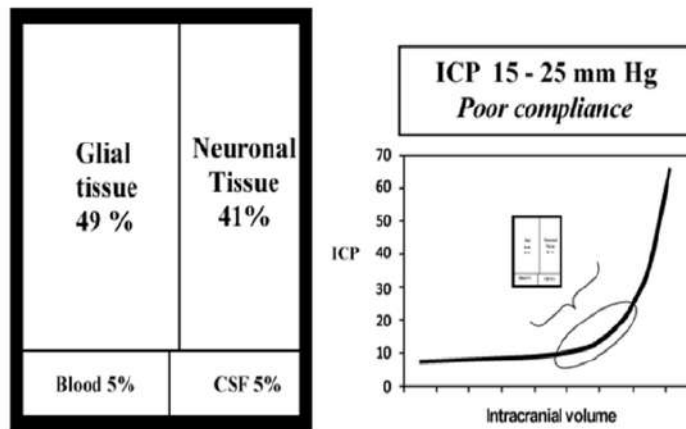 Glial
tissue
49 %
Neuronal
Tissue
41%
Blood 5%
CSF 5%
ICP 15 - 25 mm Hg
Poor compliance
70
60
50
40
30
20
10
0
ICP
Intracranial volume